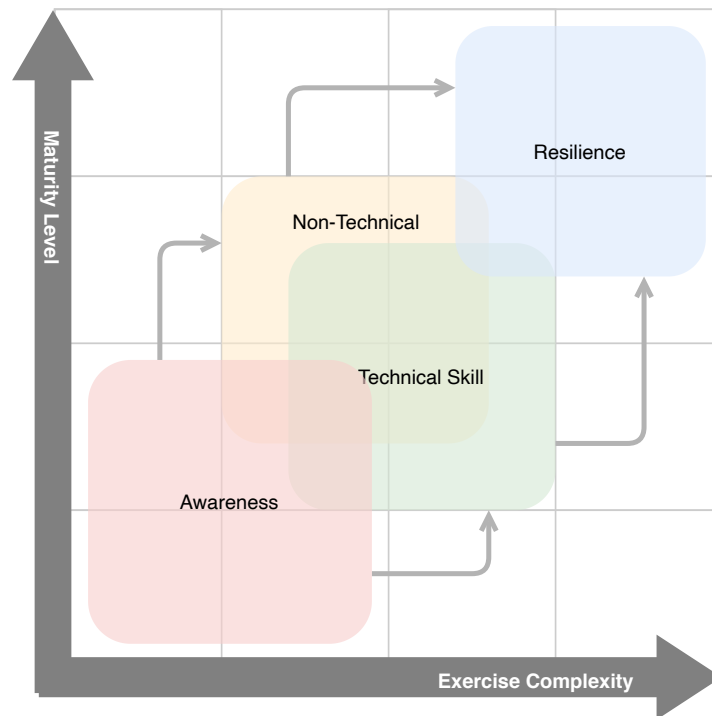 Maturity Level
Resilience
Non-Technical
Technical Skill
Awareness
Exercise Complexity